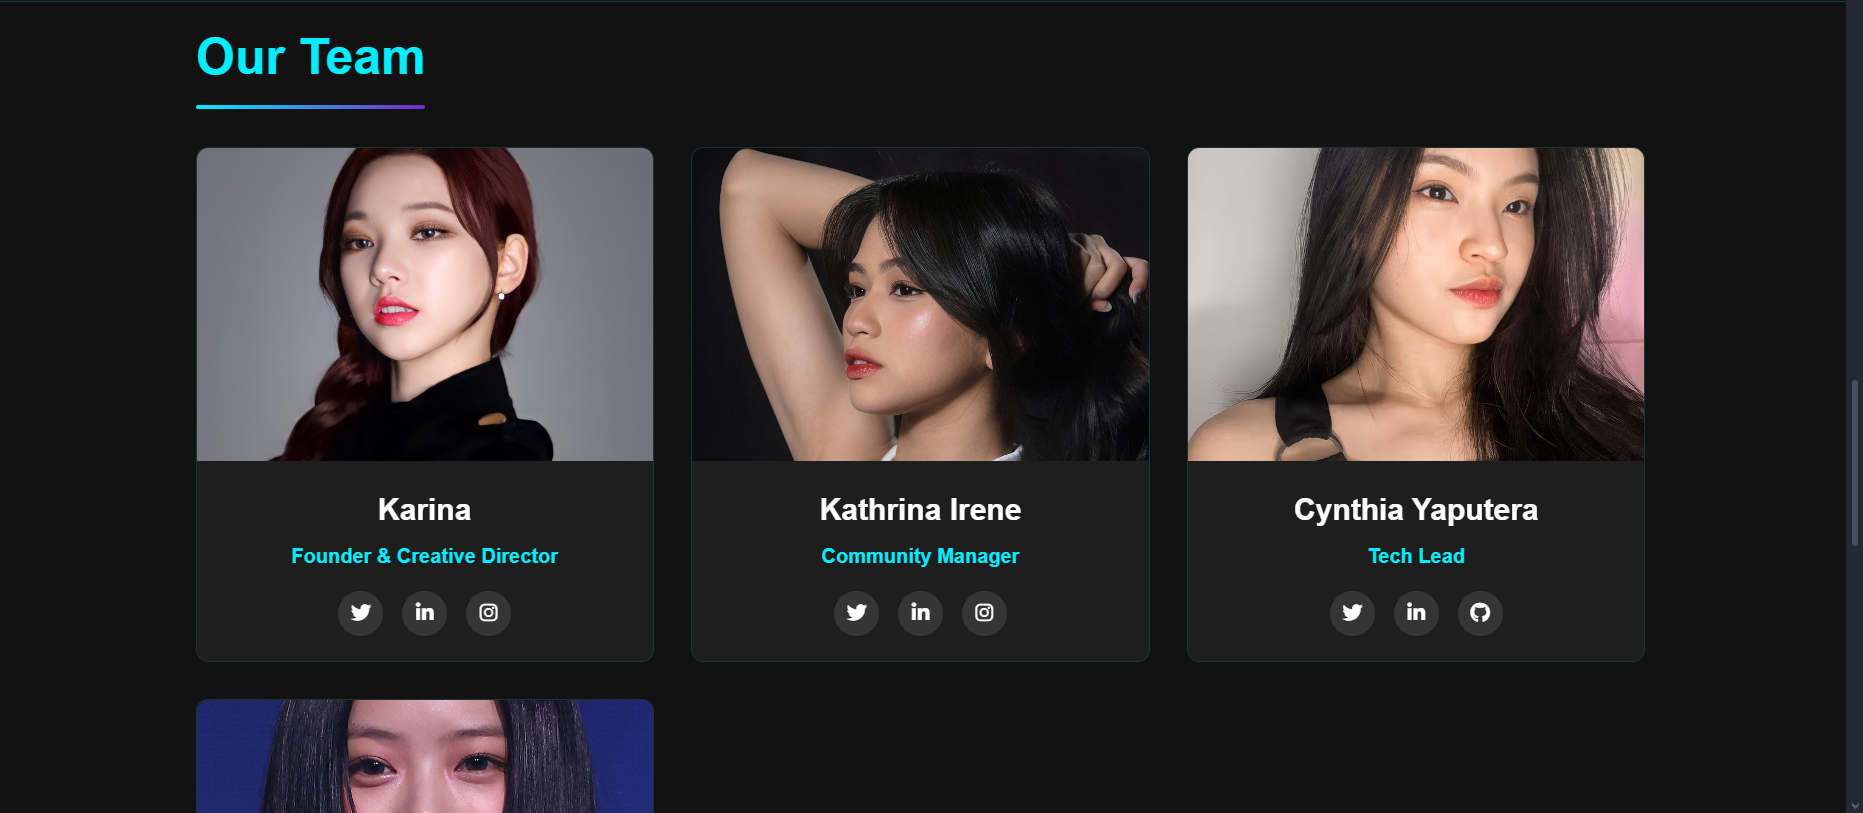 Our Team
Karina
Founder & Creative Director
Kathrina Irene
Community Manager
Cynthia Yaputera
Tech Lead